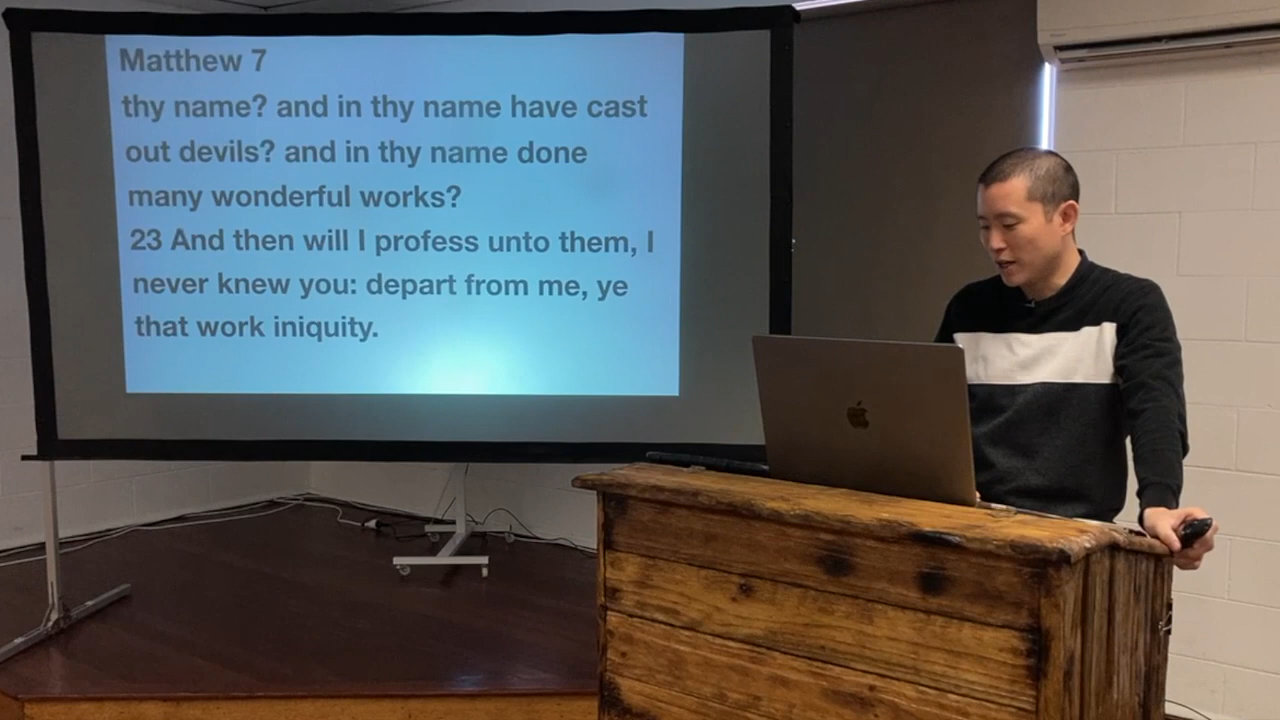 Matthew 7
thy name? and in thy name have cast
out devils? and in thy name done
many wonderful works?
23 And then will I profess unto them, I
never knew you: depart from me, ye
that work iniquity.